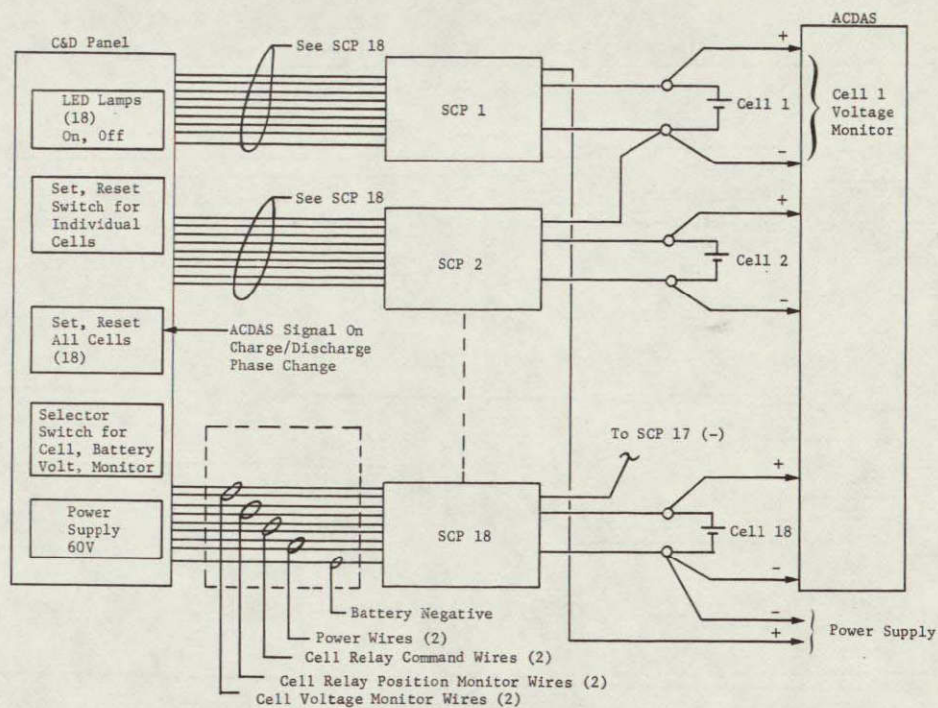 C&D Panel
ACDAS
See SCP 18
LED Lamps
(18)
On, Off
SCP 1
+
Cell 1
Cell 1
Voltage
Monitor
-
Set, Reset
Switch for
Individual
Cells
See SCP 18
SCP 2
+
Cell 2
-
Set, Reset
All Cells
(18)
ACDAS Signal On
Charge/Discharge
Phase Change
Selector
Switch for
Cell, Battery
Volt, Monitor
To SCP 17 (-)
+
Power
Supply
60V
SCP 18
Cell 18
-
Battery Negative
Power Wires (2)
Cell Relay Command Wires (2)
Cell Relay Position Monitor Wires (2)
Cell Voltage Monitor Wires (2)
-
+
Power Supply